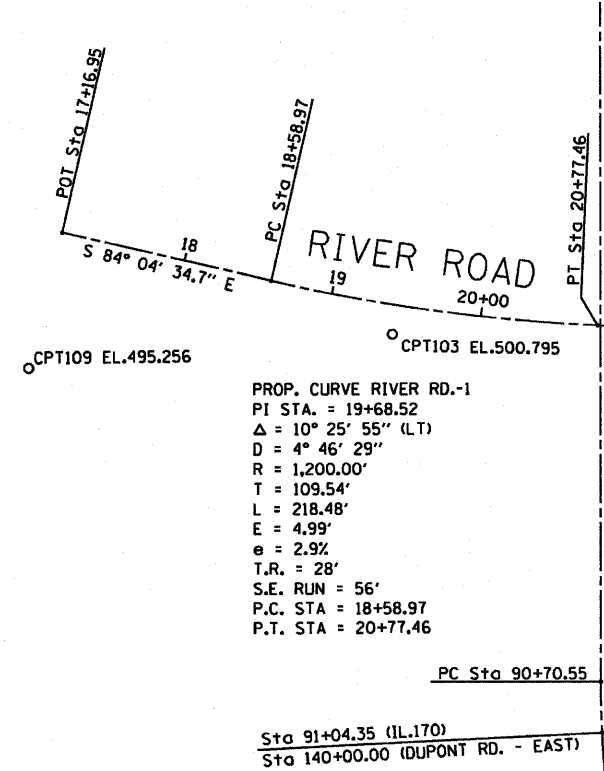 POT Sta 17+16.95
PC Sta 18+58.97
PT Sta 20+77.46
RIVER ROAD
18
S 84° 04' 34.7" E
19
20+00
CPT109 EL.495.256
CPT103 EL.500.795
PROP. CURVE RIVER RD.-1
PI STA. = 19+68.52
Δ = 10° 25' 55" (LT)
D = 4° 46' 29"
R = 1,200.00'
T = 109.54'
L = 218.48'
E = 4.99'
e = 2.9%
T.R. = 28'
S.E. RUN = 56'
P.C. STA = 18+58.97
P.T. STA = 20+77.46
PC Sta 90+70.55
Sta 91+04.35 (IL.170)
Sta 140+00.00 (DUPONT RD. - EAST)